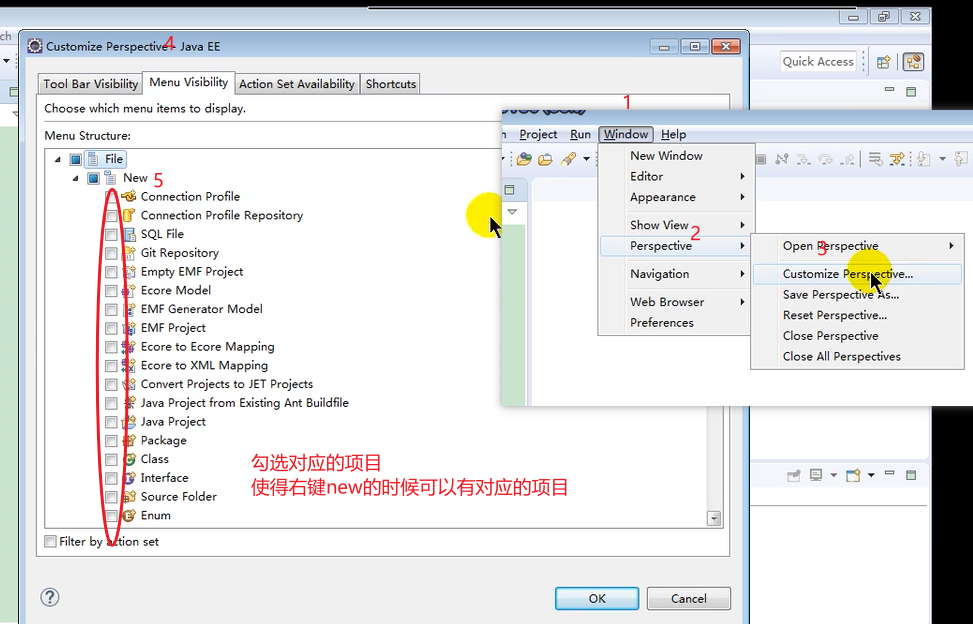 ch
Customize Perspective - Java EE
4
Quick Access
Tool Bar Visibility
Menu Visibility
Action Set Availability
Shortcuts
Choose which menu items to display.
Menu Structure:
File
New
5
Connection Profile
Connection Profile Repository
SQL File
Git Repository
Empty EMF Project
Ecore Model
EMF Generator Model
EMF Project
Ecore to Ecore Mapping
Ecore to XML Mapping
Convert Projects to JET Projects
Java Project from Existing Ant Buildfile
Java Project
Package
Class
Interface
Source Folder
Enum
勾选对应的项目
使得右键new的时候可以有对应的项目
Filter by action set
OK
Cancel
1
Project Run Window Help
New Window
Editor
Appearance
Show View
2
Perspective
Navigation
Web Browser
Preferences
Open Perspective
3
Customize Perspective...
Save Perspective As...
Reset Perspective...
Close Perspective
Close All Perspectives